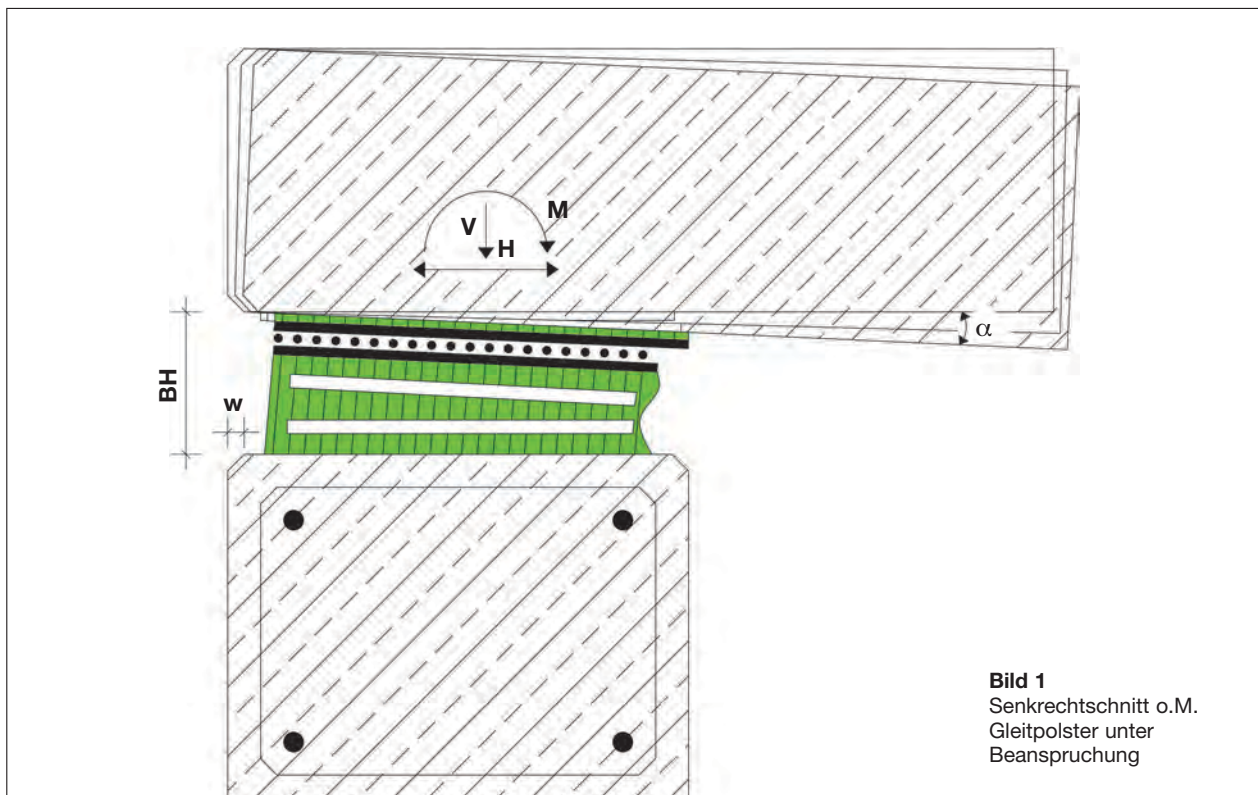 M
V
H
α
BH
w
Bild 1
Senkrechtschnitt o.M.
Gleitpolster unter
Beanspruchung